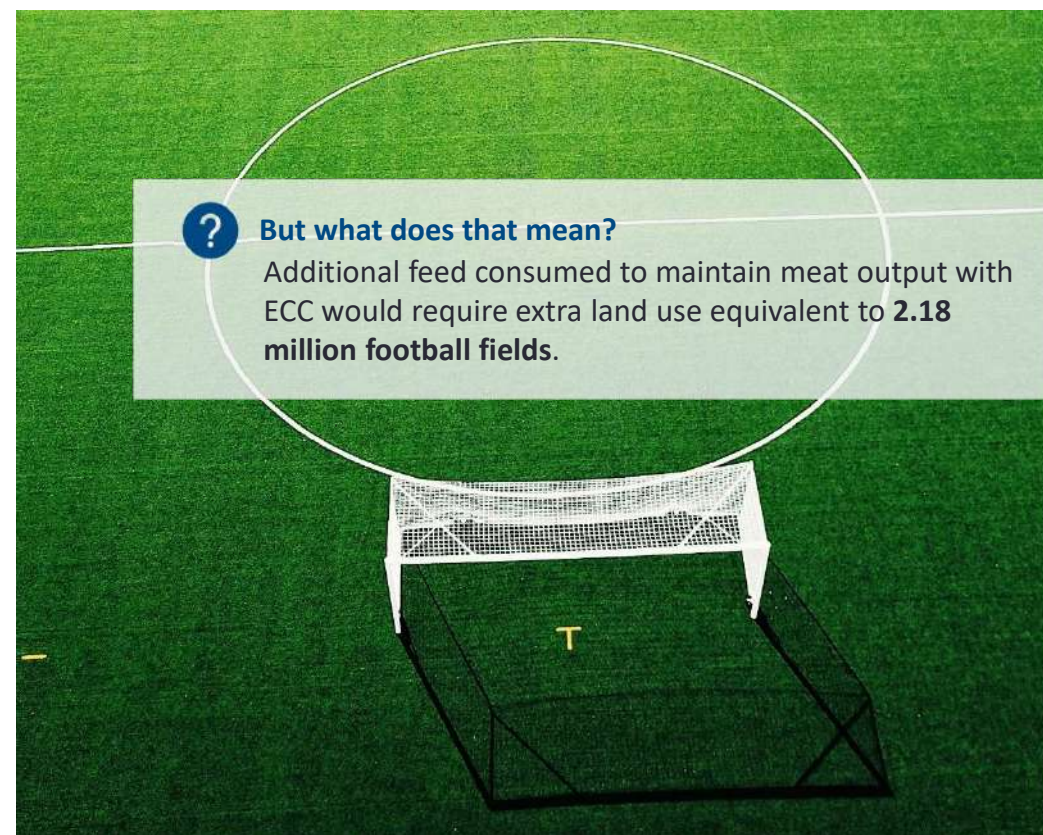 ?
But what does that mean?
Additional feed consumed to maintain meat output with
ECC would require extra land use equivalent to 2.18
million football fields.